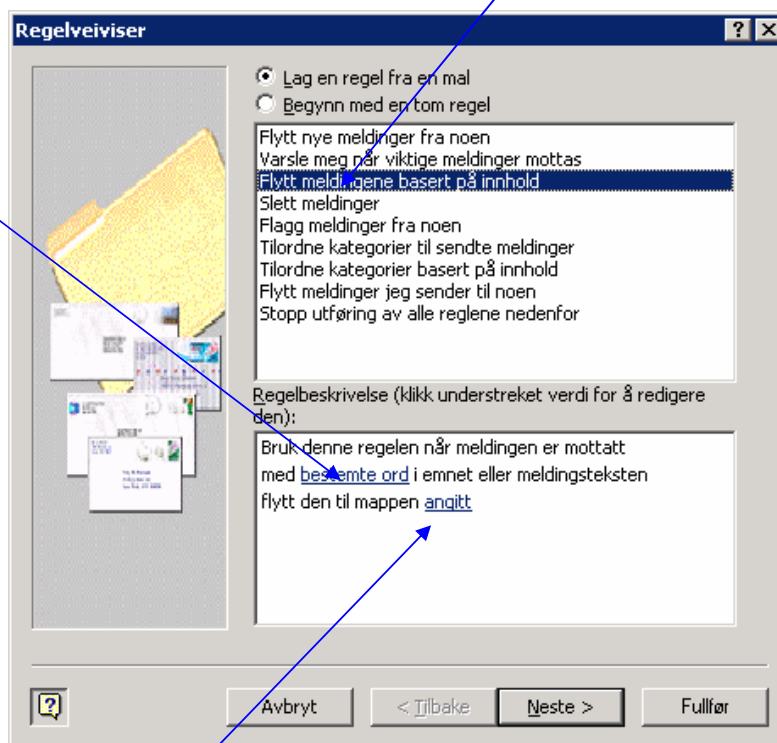 Regelveiviser
Lag en regel fra en mal
Begynn med en tom regel
Flytt nye meldinger fra noen
Varsle meg når viktige meldinger mottas
Flytt meldingene basert på innhold
Slett meldinger
Flagg meldinger fra noen
Tilordne kategorier til sendte meldinger
Tilordne kategorier basert på innhold
Flytt meldinger jeg sender til noen
Stopp utføring av alle reglene nedenfor
Regelbeskrivelse (klikk understreket verdi for å redigere
den):
Bruk denne regelen når meldingen er mottatt
med bestemte ord i emnet eller meldingsteksten
flytt den til mappen angitt
Avbryt < Tilbake Neste > Fullfør